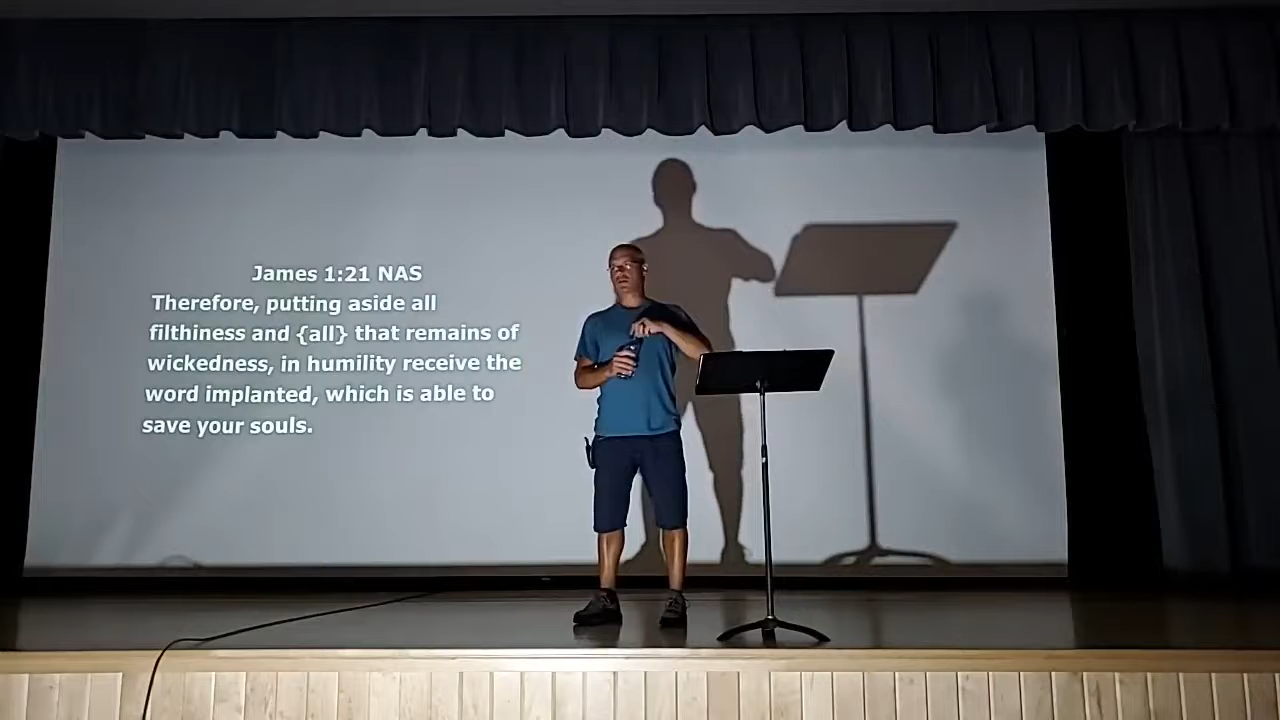 James 1:21 NAS
Therefore, putting aside all
filthiness and {all} that remains of
wickedness, in humility receive the
word implanted, which is able to
save your souls.